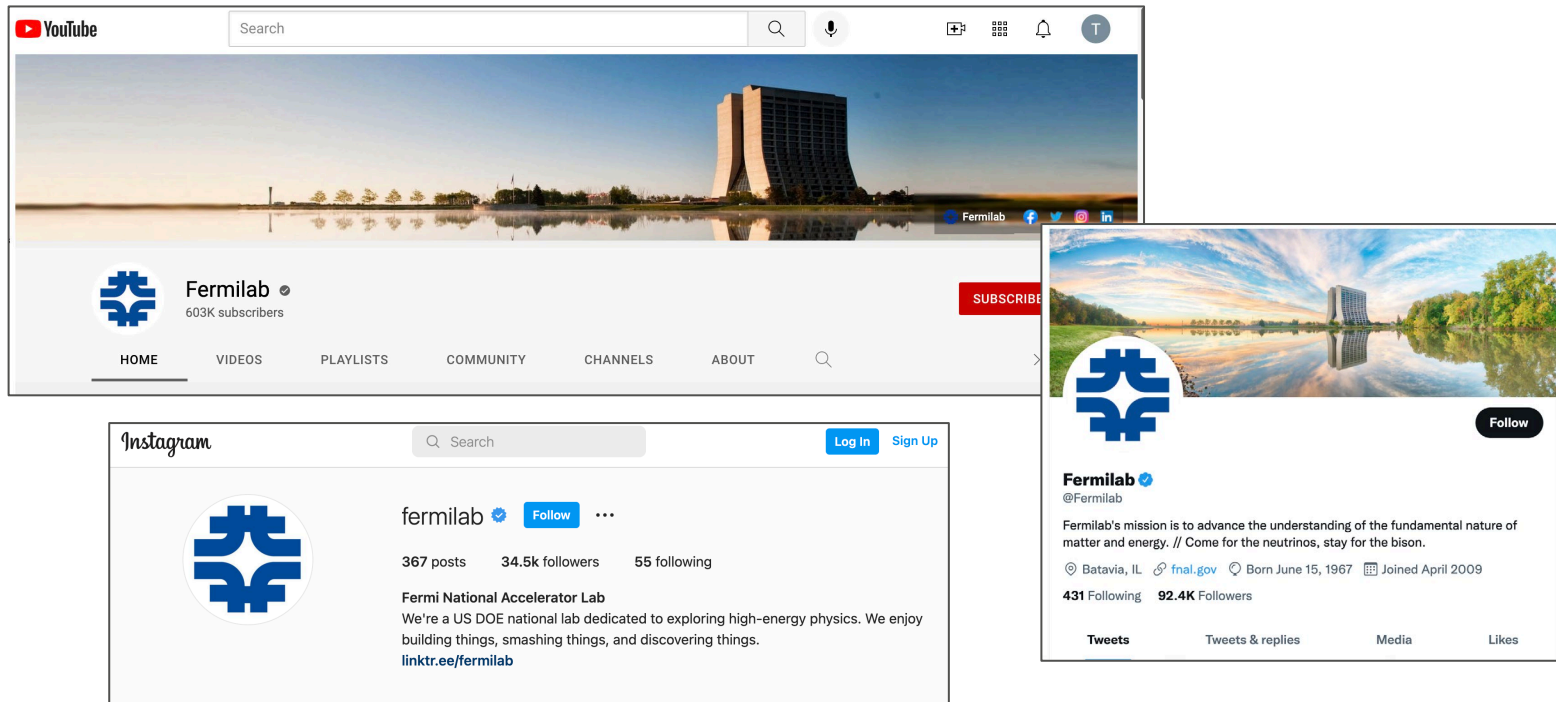 YouTube
Search
T
Fermilab
Fermilab
603K subscribers
SUBSCRIBE
HOME VIDEOS PLAYLISTS COMMUNITY CHANNELS ABOUT
Instagram
Search
Log In Sign Up
fermilab Follow
367 posts 34.5k followers 55 following
Fermi National Accelerator Lab
We're a US DOE national lab dedicated to exploring high-energy physics. We enjoy
building things, smashing things, and discovering things.
linktr.ee/fermilab
Follow
Fermilab
@Fermilab
Fermilab's mission is to advance the understanding of the fundamental nature of
matter and energy. // Come for the neutrinos, stay for the bison.
Batavia, IL fnal.gov Born June 15, 1967 Joined April 2009
431 Following 92.4K Followers
Tweets Tweets & replies Media Likes